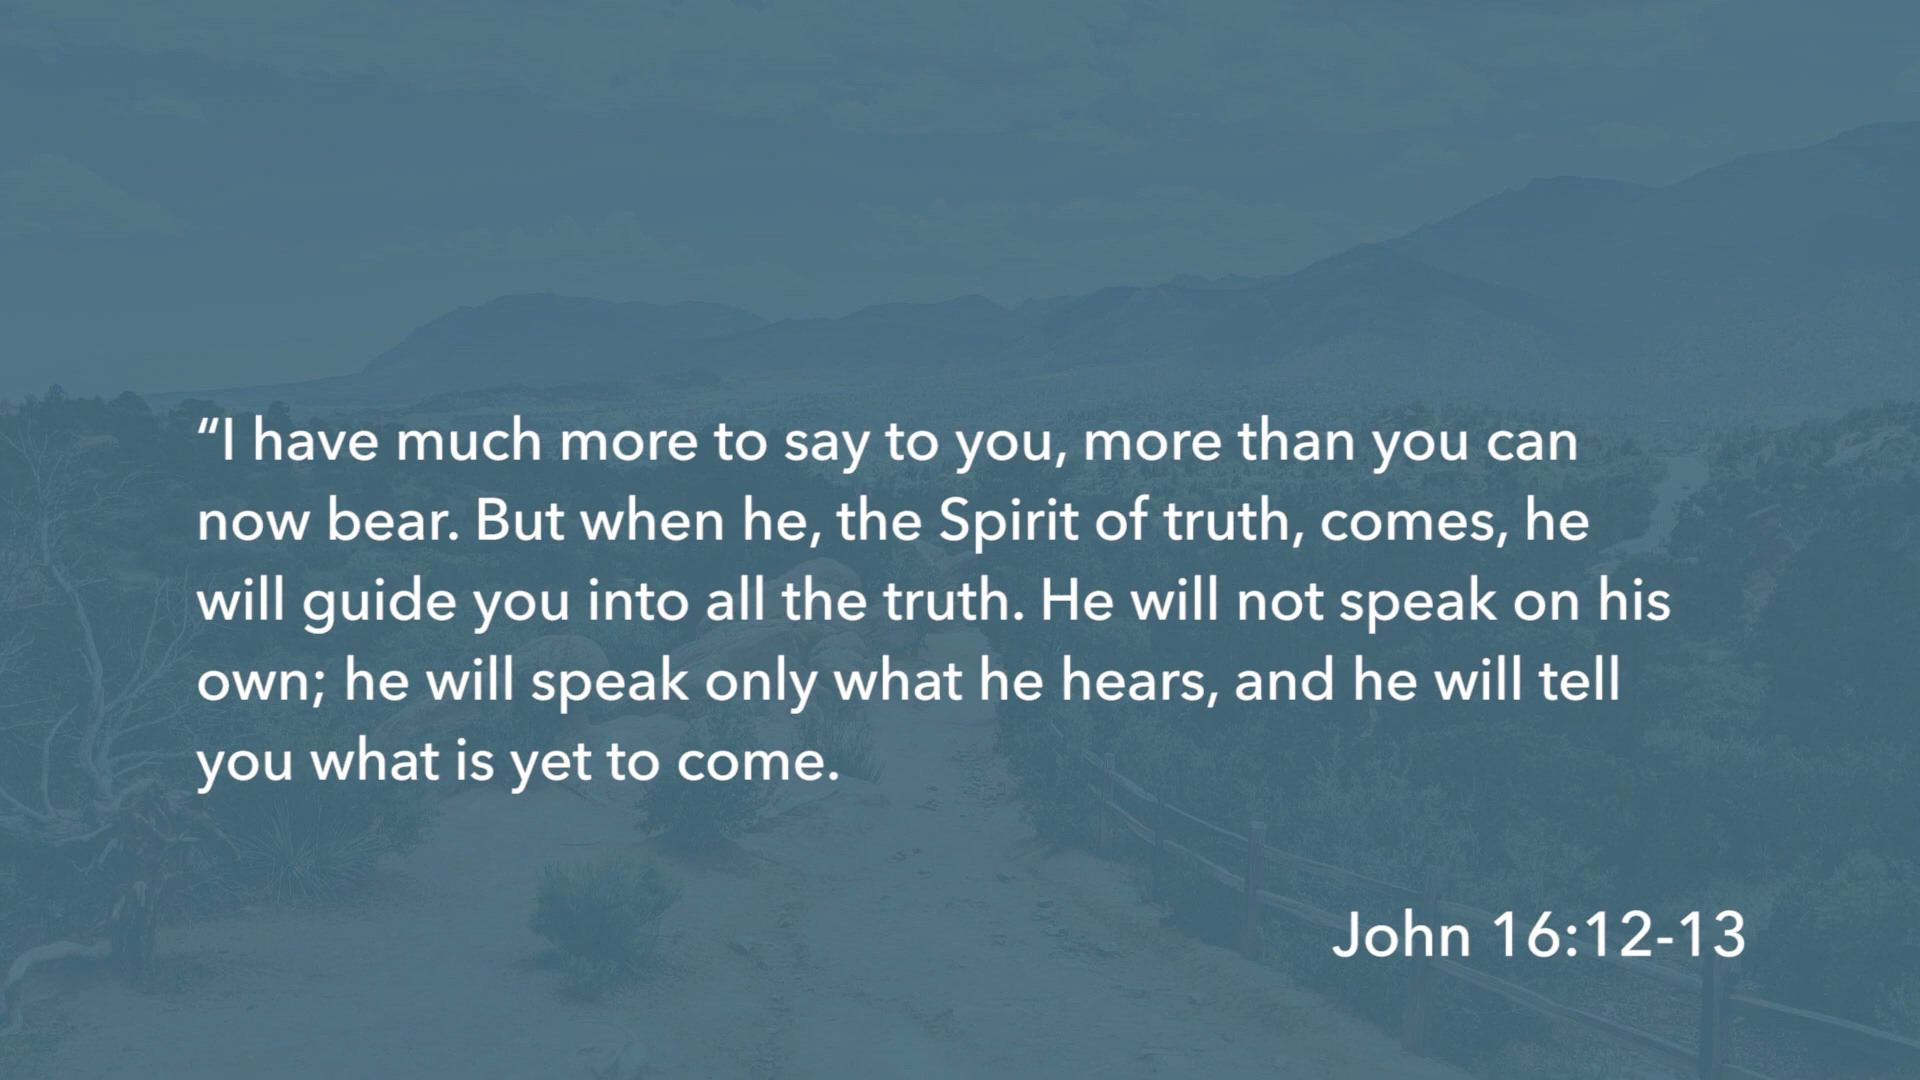 “I have much more to say to you, more than you can
now bear. But when he, the Spirit of truth, comes, he
will guide you into all the truth. He will not speak on his
own; he will speak only what he hears, and he will tell
you what is yet to come.
John 16:12-13